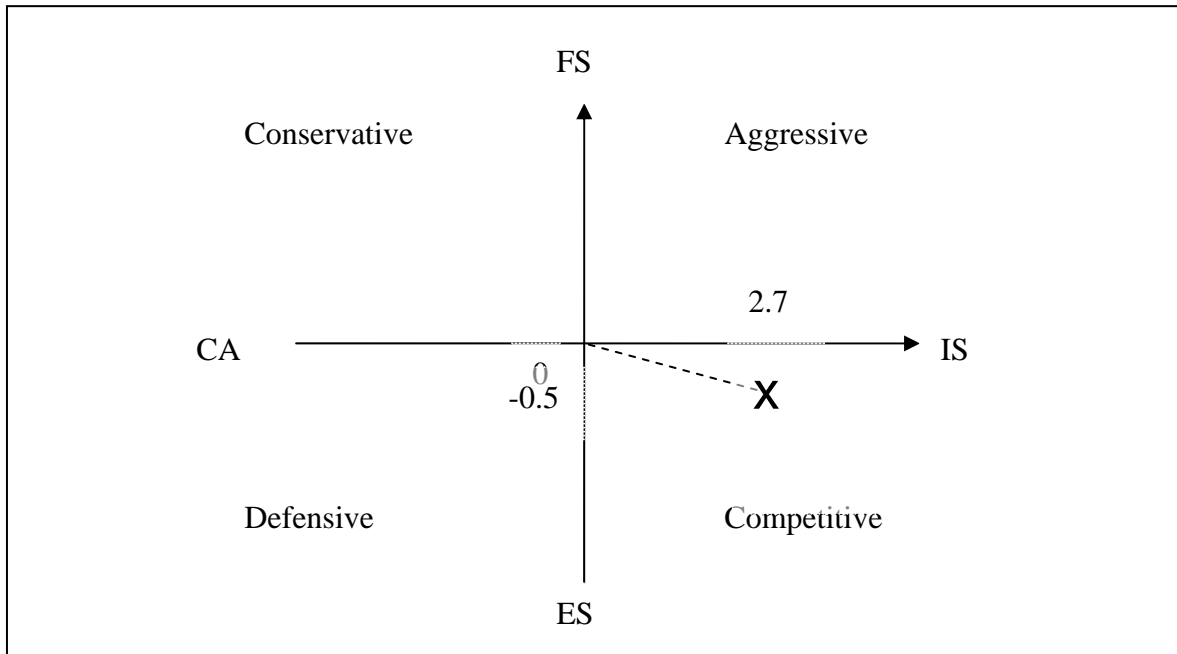 FS
Conservative Aggressive
2.7
CA IS
0
-0.5
X
Defensive Competitive
ES